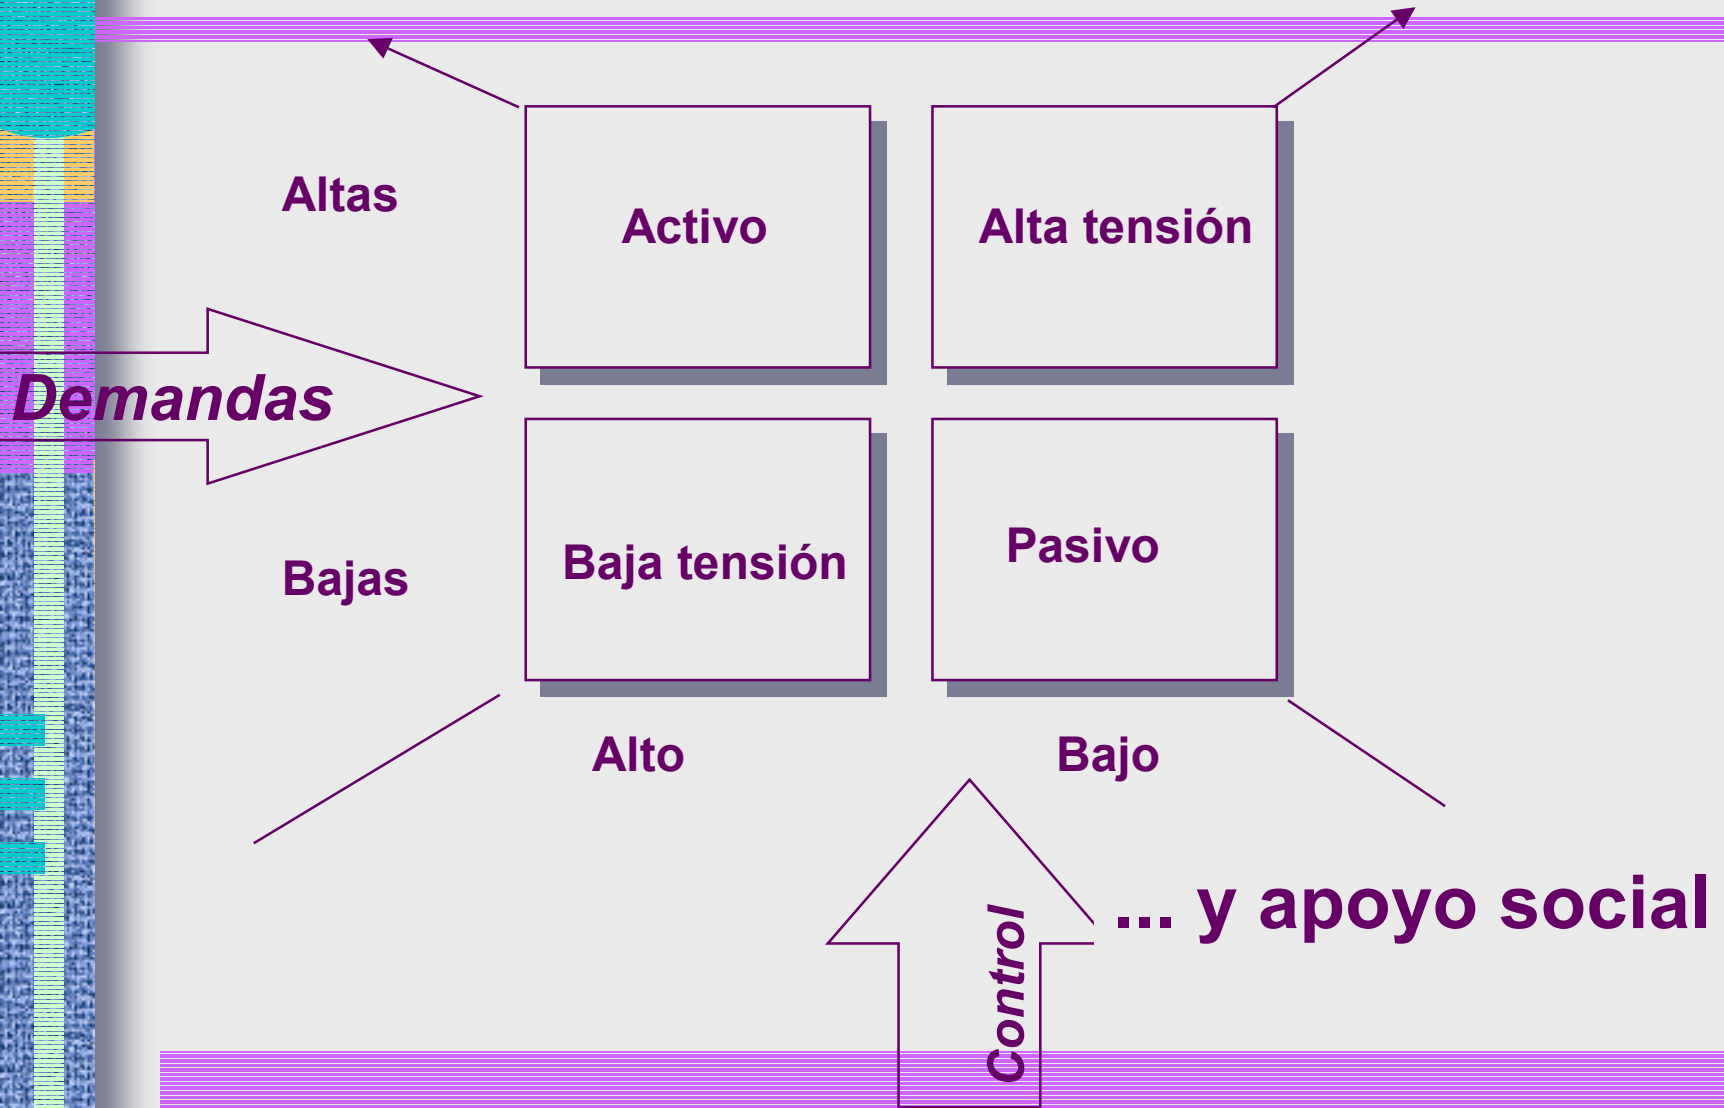 Altas
Activo
Alta tensión
Demandas
Bajas
Baja tensión
Pasivo
Alto
Bajo
Control
... y apoyo social